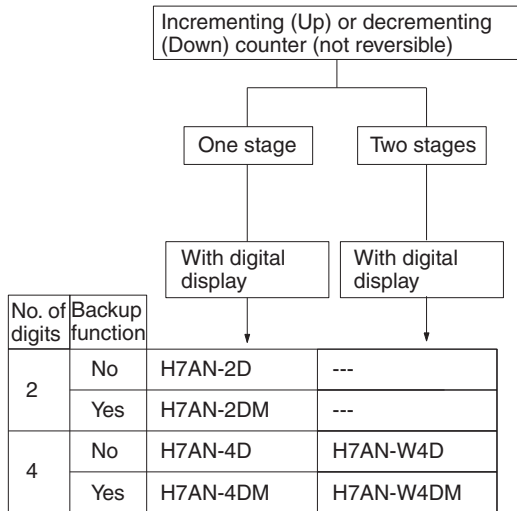 Incrementing (Up) or decrementing
(Down) counter (not reversible)
One stage
Two stages
With digital
display
With digital
display
No. of
digits
Backup
function
2
No
H7AN-2D
---
Yes
H7AN-2DM
---
4
No
H7AN-4D
H7AN-W4D
Yes
H7AN-4DM
H7AN-W4DM